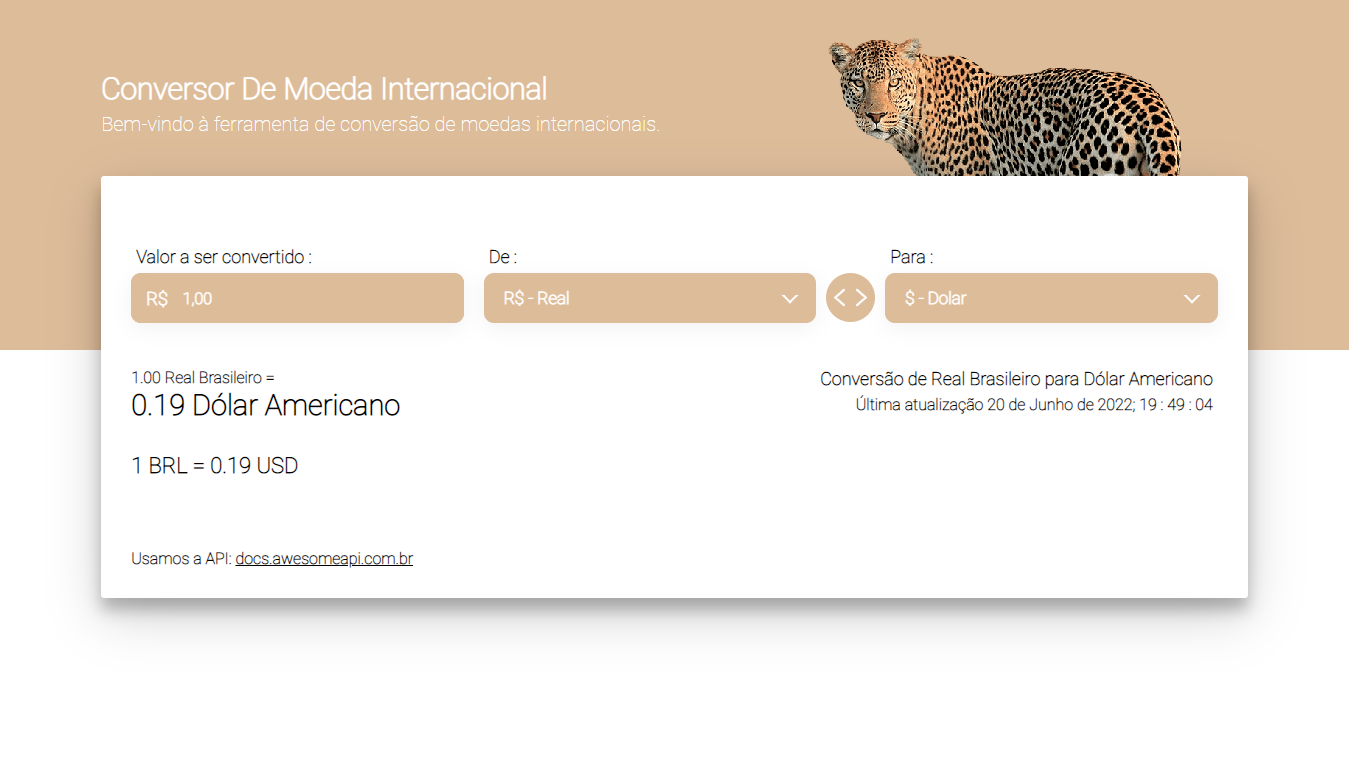 Conversor De Moeda Internacional
Bem-vindo à ferramenta de conversão de moedas internacionais.
Valor a ser convertido :
R$ 1,00
De :
R$ - Real
Para :
$ - Dolar
1.00 Real Brasileiro =
0.19 Dólar Americano
1 BRL = 0.19 USD
Conversão de Real Brasileiro para Dólar Americano
Última atualização 20 de Junho de 2022; 19 : 49 : 04
Usamos a API: docs.awesomeapi.com.br